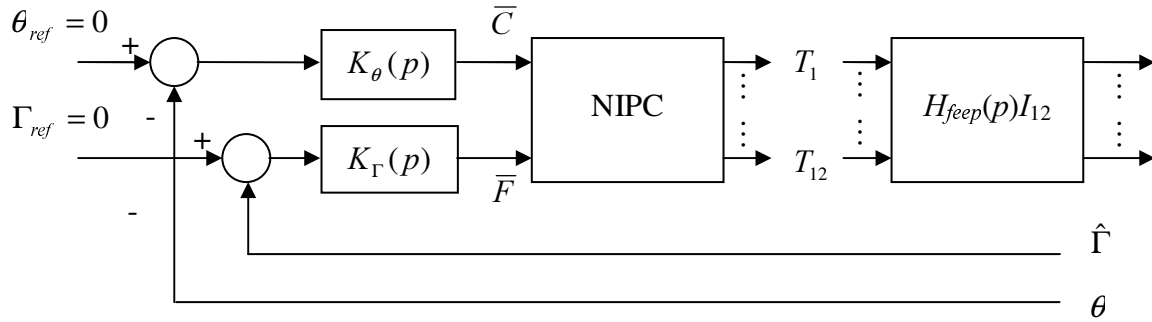 θ_ref = 0
+
-
K_θ(p)
C̅
NIPC
T_1
⋮
T_12
H_feep(p)I_12
Γ_ref = 0
+
-
K_Γ(p)
F̅
Γ̂
θ